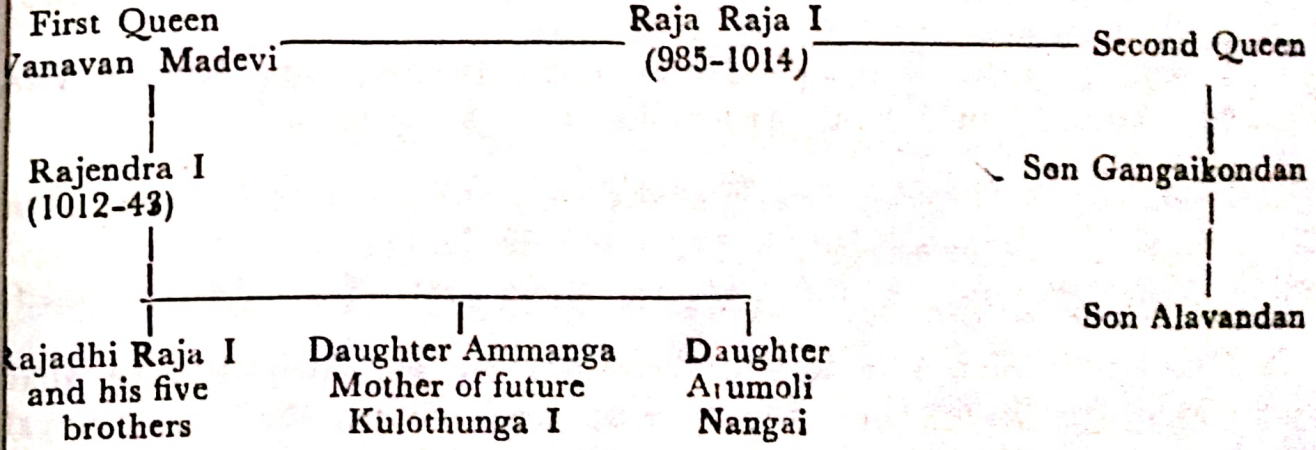 First Queen
Vanavan Madevi
Raja Raja I
(985-1014)
Second Queen
Rajendra I
(1012-43)
Son Gangaikondan
Son Alavandan
Rajadhi Raja I
and his five
brothers
Daughter Ammanga
Mother of future
Kulothunga I
Daughter
Arumoli
Nangai